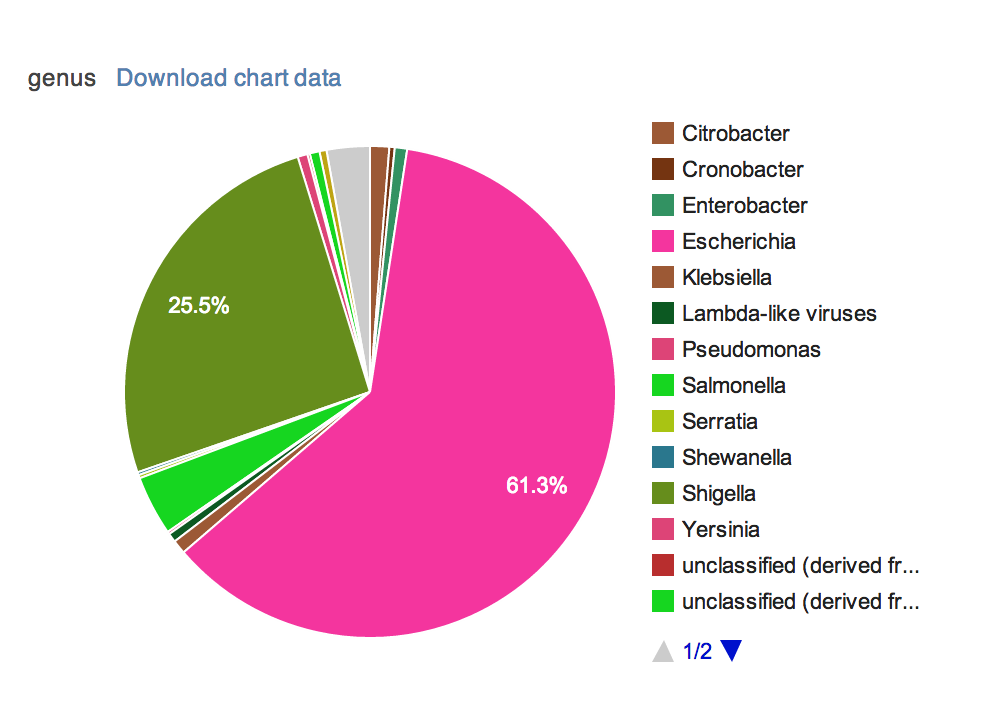 genus Download chart data
Citrobacter
Cronobacter
Enterobacter
Escherichia
Klebsiella
25.5%
Lambda-like viruses
Pseudomonas
Salmonella
Serratia
Shewanella
61.3%
Shigella
Yersinia
unclassified (derived fr...
unclassified (derived fr...
1/2